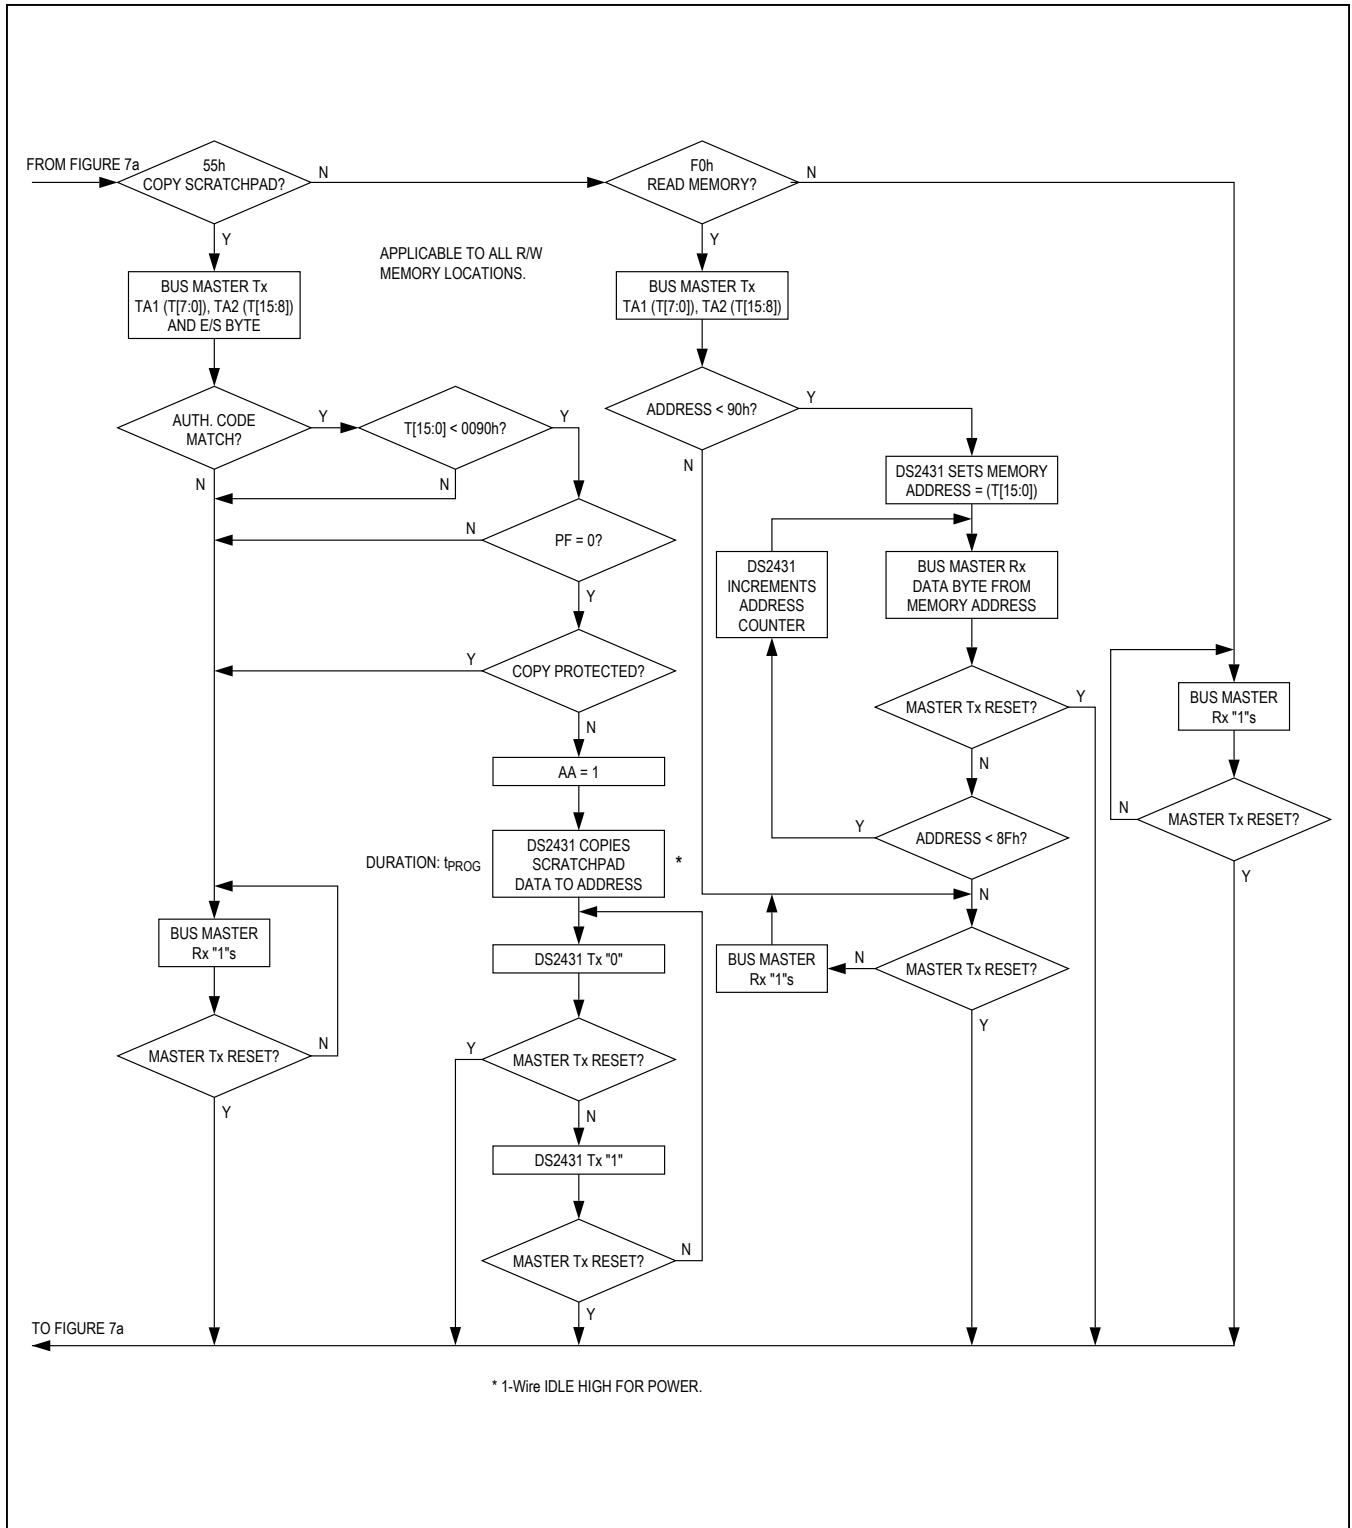 FROM FIGURE 7a
55h
COPY SCRATCHPAD?
N
F0h
READ MEMORY?
N
Y
Y
APPLICABLE TO ALL R/W
MEMORY LOCATIONS.
BUS MASTER Tx
TA1 (T[7:0]), TA2 (T[15:8])
AND E/S BYTE
BUS MASTER Tx
TA1 (T[7:0]), TA2 (T[15:8])
AUTH. CODE
MATCH?
Y
N
T[15:0] < 0090h?
Y
N
ADDRESS < 90h?
Y
N
DS2431 SETS MEMORY
ADDRESS = (T[15:0])
PF = 0?
N
Y
DS2431
INCREMENTS
ADDRESS
COUNTER
BUS MASTER Rx
DATA BYTE FROM
MEMORY ADDRESS
COPY PROTECTED?
Y
N
MASTER Tx RESET?
Y
N
BUS MASTER
Rx "1"s
AA = 1
MASTER Tx RESET?
N
Y
ADDRESS < 8Fh?
Y
N
DURATION: tPROG
DS2431 COPIES
SCRATCHPAD
DATA TO ADDRESS
*
BUS MASTER
Rx "1"s
DS2431 Tx "0"
BUS MASTER
Rx "1"s
N
MASTER Tx RESET?
Y
MASTER Tx RESET?
N
Y
MASTER Tx RESET?
Y
N
DS2431 Tx "1"
MASTER Tx RESET?
N
Y
TO FIGURE 7a
* 1-Wire IDLE HIGH FOR POWER.